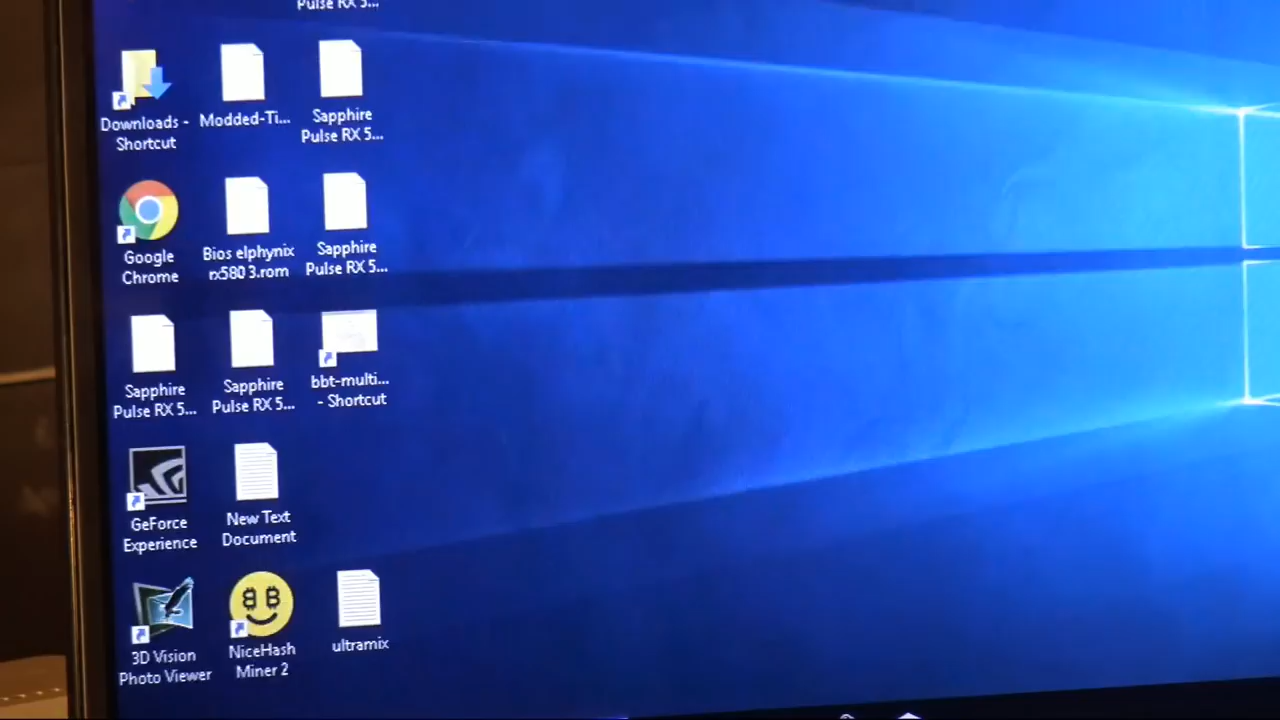 Pulse RX 5...
Downloads -
Shortcut
Modded-Ti...
Sapphire
Pulse RX 5...
Google
Chrome
Bios elphynix
rx580 3.rom
Sapphire
Pulse RX 5...
Sapphire
Pulse RX 5...
Sapphire
Pulse RX 5...
bbt-multi...
- Shortcut
GeForce
Experience
New Text
Document
3D Vision
Photo Viewer
NiceHash
Miner 2
ultramix